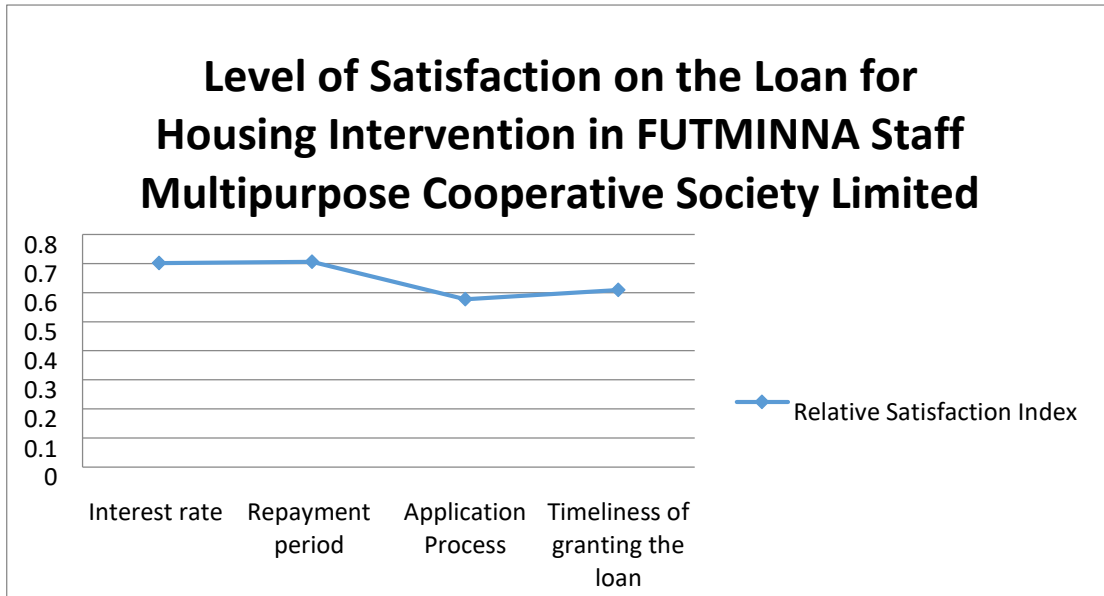 Level of Satisfaction on the Loan for
Housing Intervention in FUTMINNA Staff
Multipurpose Cooperative Society Limited
0.8
0.7
0.6
0.5
0.4
0.3
0.2
0.1
0
Relative Satisfaction Index
Interest rate
Repayment
period
Application
Process
Timeliness of
granting the
loan